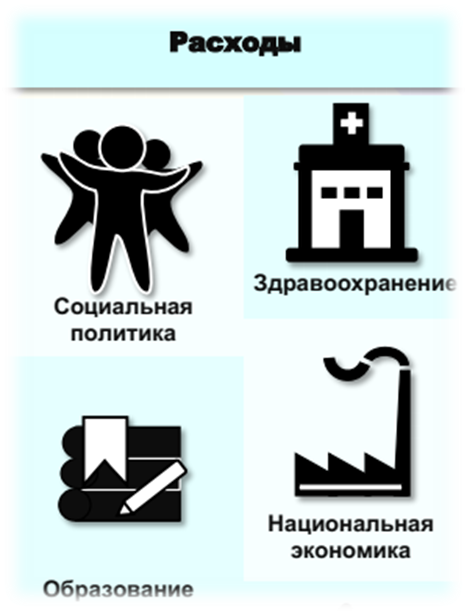 Расходы
Социальная
политика
Здравоохранение
Образование
Национальная
экономика